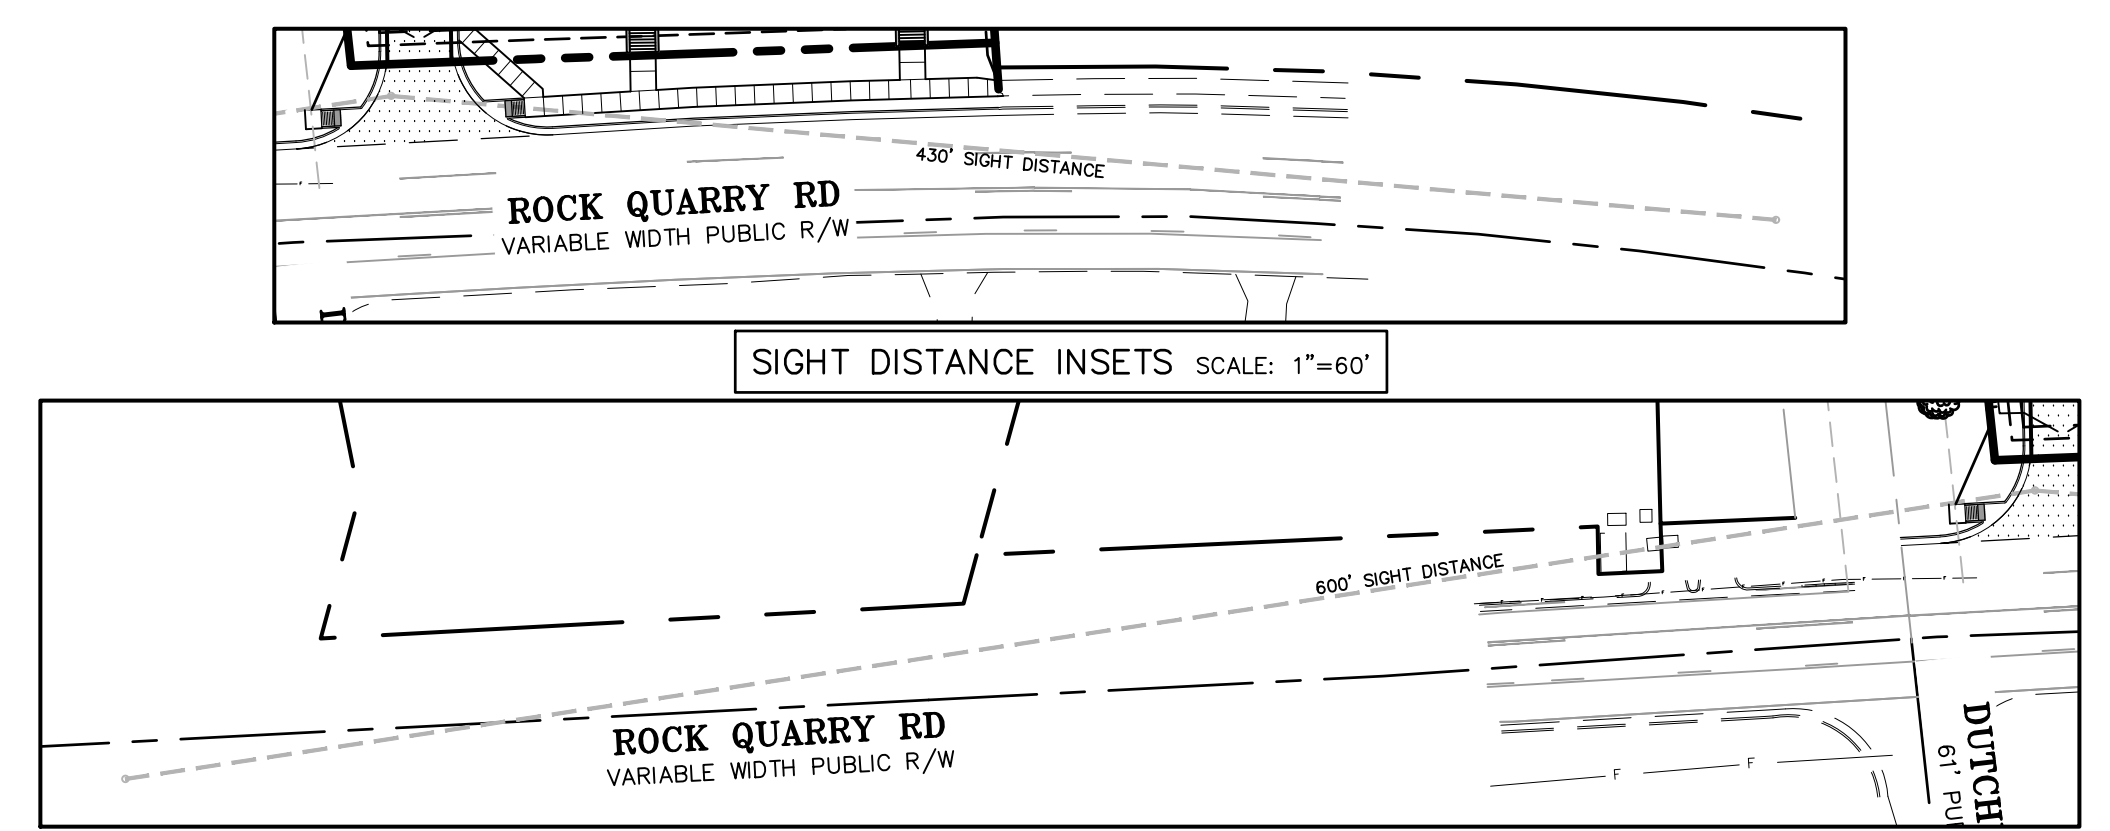 430' SIGHT DISTANCE
ROCK QUARRY RD
VARIABLE WIDTH PUBLIC R/W
SIGHT DISTANCE INSETS SCALE: 1"=60'
600' SIGHT DISTANCE
ROCK QUARRY RD
VARIABLE WIDTH PUBLIC R/W
F F
DUTCH
61' PU